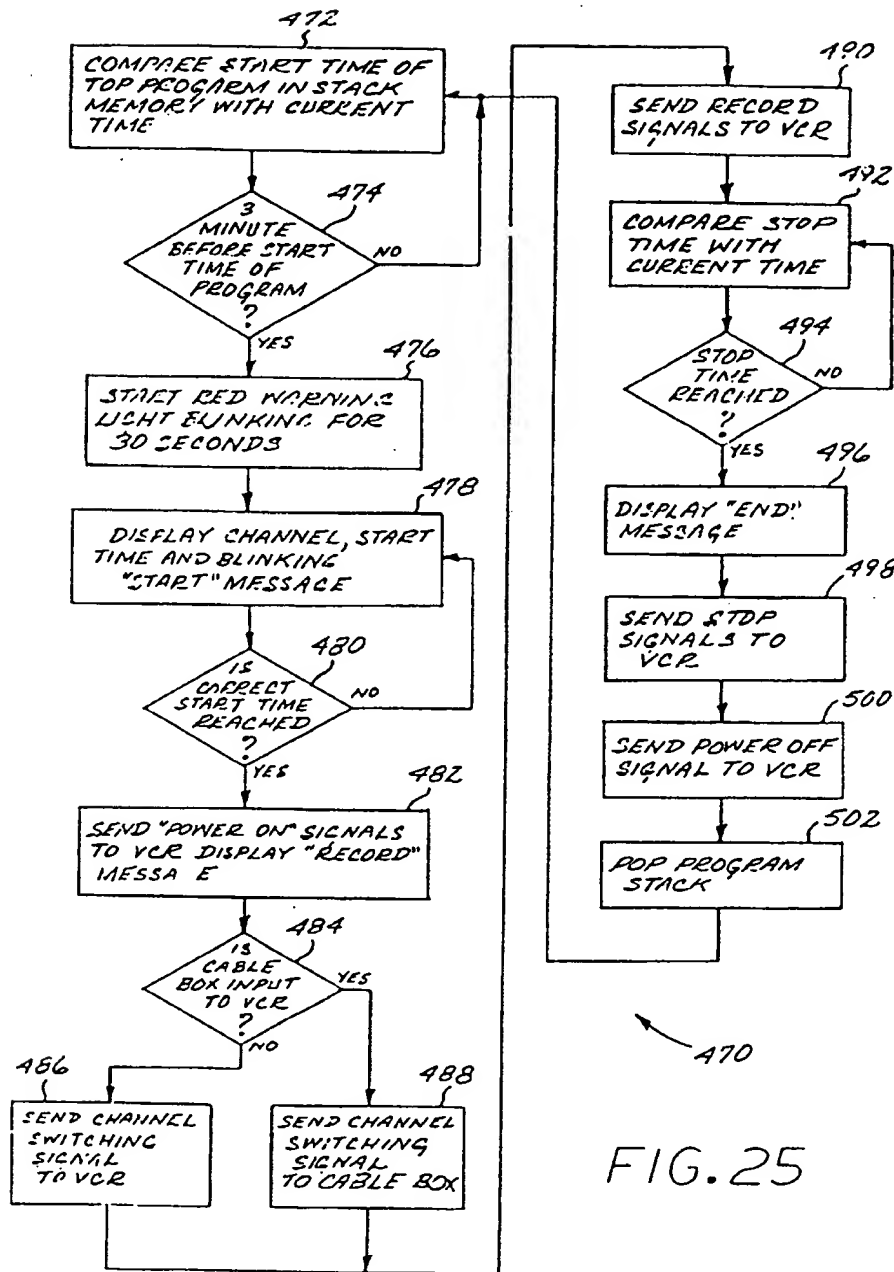 472
COMPARE START TIME OF
TOP PROGARM IN STACK
MEMORY WITH CURRENT
TIME
474
3
MINUTE
BEFORE START
TIME OF
PROGRAM
?
NO
YES
476
START RED WARNING
LIGHT BLINKING FOR
30 SECONDS
478
DISPLAY CHANNEL, START
TIME AND BLINKING
"START" MESSAGE
480
IS
CORRECT
START TIME
REACHED
?
NO
YES
482
SEND "POWER ON" SIGNALS
TO VCR DISPLAY "RECORD"
MESSA E
484
IS
CABLE
BOX INPUT
TO VCR
?
YES
NO
486
SEND CHANNEL
SWITCHING
SIGNAL
TO VCR
488
SEND CHANNEL
SWITCHING
SIGNAL
TO CABLE BOX
490
SEND RECORD
SIGNALS TO VCR
492
COMPARE STOP
TIME WITH
CURRENT TIME
494
STOP
TIME
REACHED
?
NO
YES
496
DISPLAY "END"
MESSAGE
498
SEND STOP
SIGNALS TO
VCR
500
SEND POWER OFF
SIGNAL TO VCR
502
POP PROGRAM
STACK
470
FIG. 25